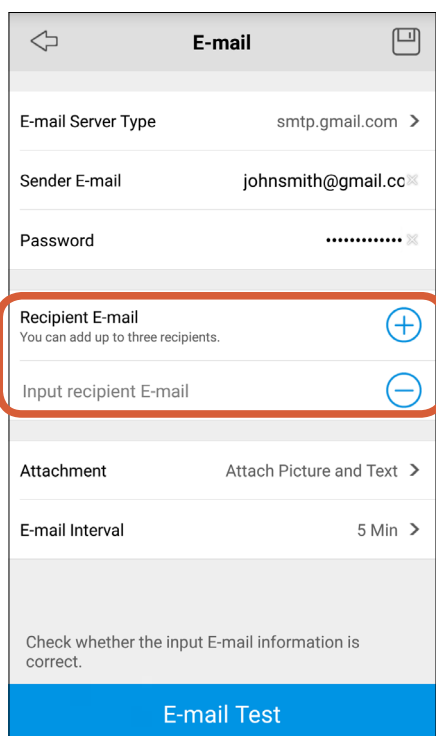 E-mail
E-mail Server Type smtp.gmail.com >
Sender E-mail johnsmith@gmail.cc
Password •••••••••••••
Recipient E-mail
You can add up to three recipients.
Input recipient E-mail
Attachment Attach Picture and Text >
E-mail Interval 5 Min >
Check whether the input E-mail information is
correct.
E-mail Test